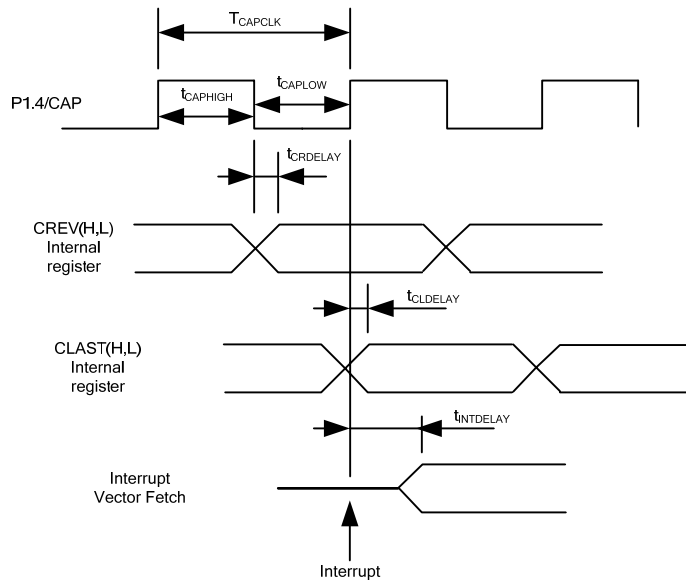 TCAPCLK
P1.4/CAP
tCAPHIGH
tCAPLOW
tCRDELAY
CREV(H,L)
Internal
register
tCLDELAY
CLAST(H,L)
Internal
register
tINTDELAY
Interrupt
Vector Fetch
Interrupt